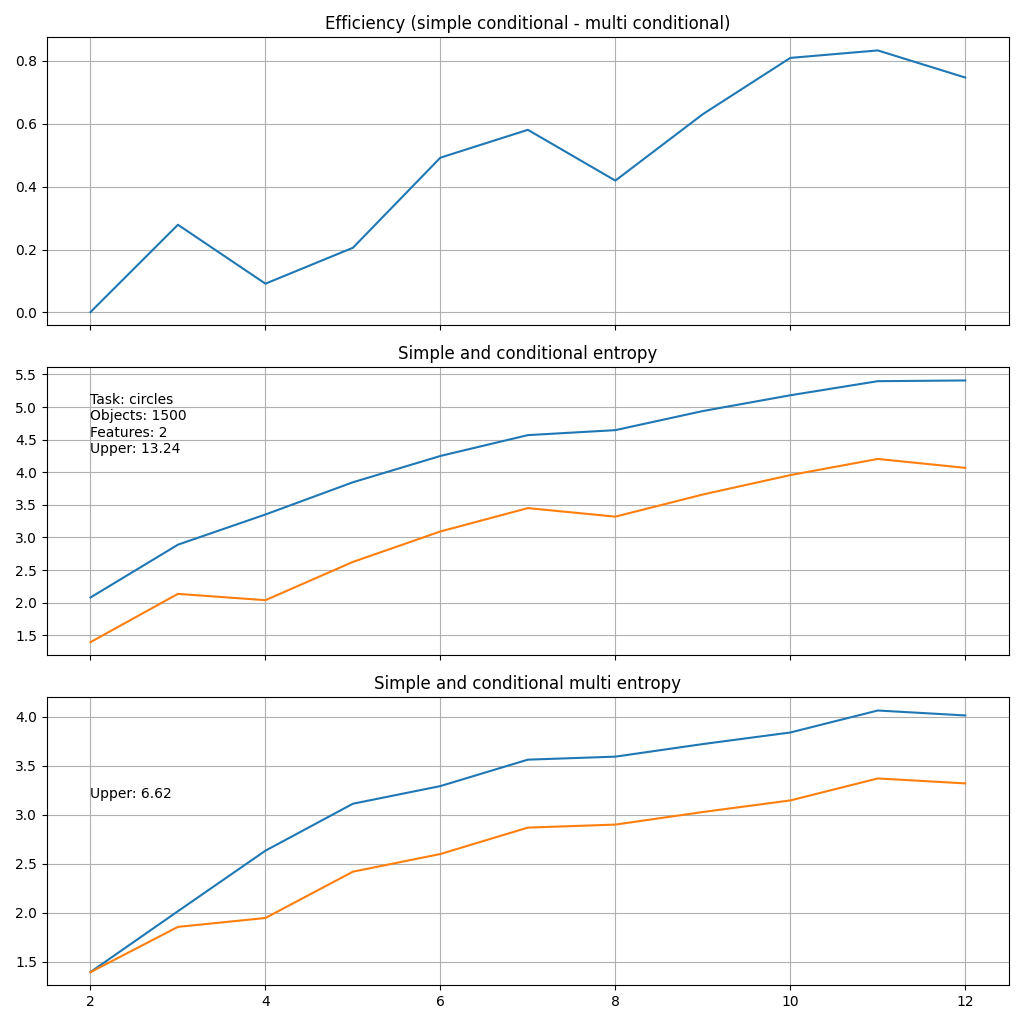 Efficiency (simple conditional - multi conditional)
0.8
0.6
0.4
0.2
0.0
Simple and conditional entropy
5.5
5.0
4.5
4.0
3.5
3.0
2.5
2.0
1.5
Task: circles
Objects: 1500
Features: 2
Upper: 13.24
Simple and conditional multi entropy
4.0
3.5
3.0
2.5
2.0
1.5
Upper: 6.62
2 4 6 8 10 12